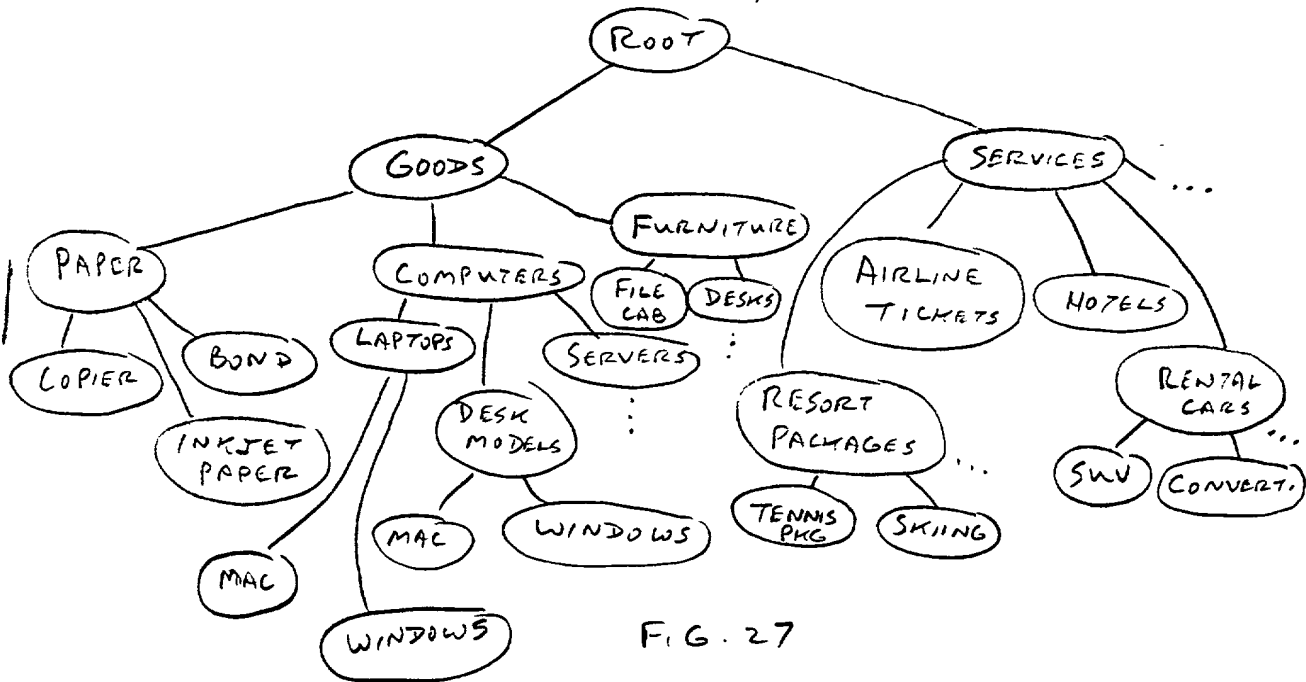 ROOT
GOODS
SERVICES
...
PAPER
COMPUTERS
FURNITURE
AIRLINE
TICKETS
HOTELS
FILE
CAB
DESKS
COPIER
BOND
LAPTOPS
SERVERS
INKJET
PAPER
DESK
MODELS
RESORT
PACKAGES
...
RENTAL
CARS
...
MAC
WINDOWS
TENNIS
PKG
SKIING
SUV
CONVERT.
MAC
WINDOWS
FIG. 27